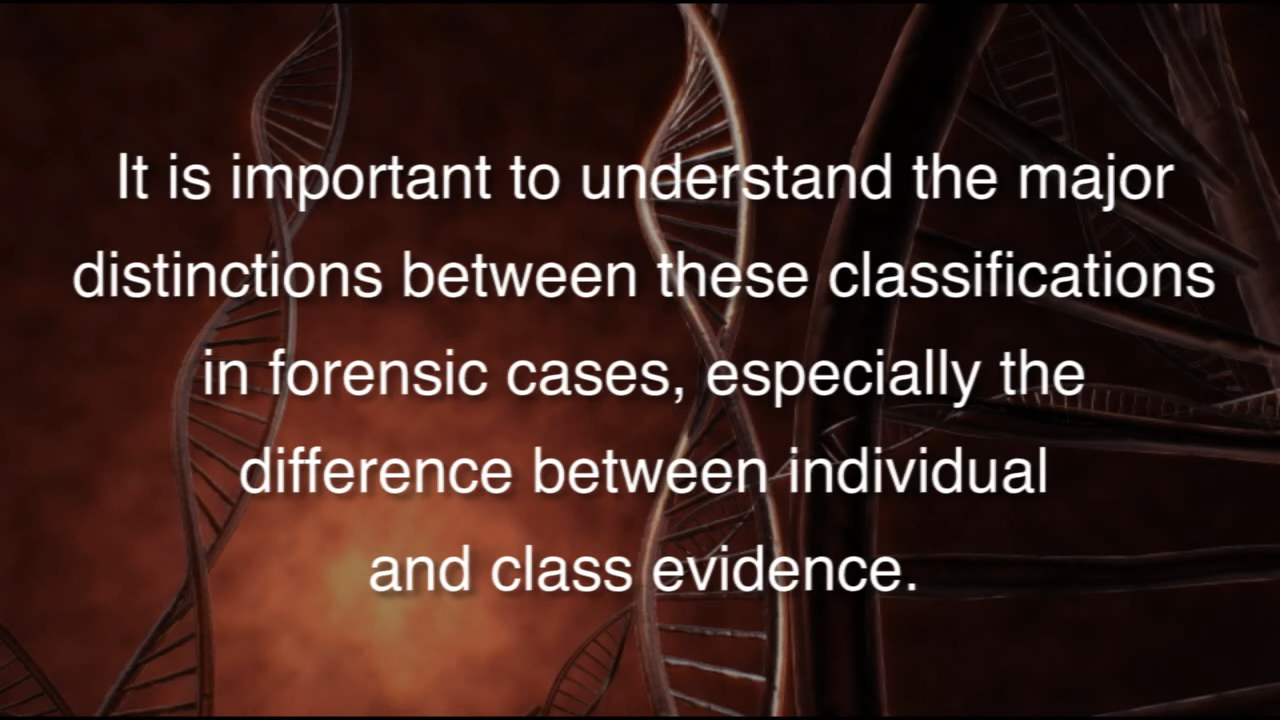 It is important to understand the major
distinctions between these classifications
in forensic cases, especially the
difference between individual
and class evidence.